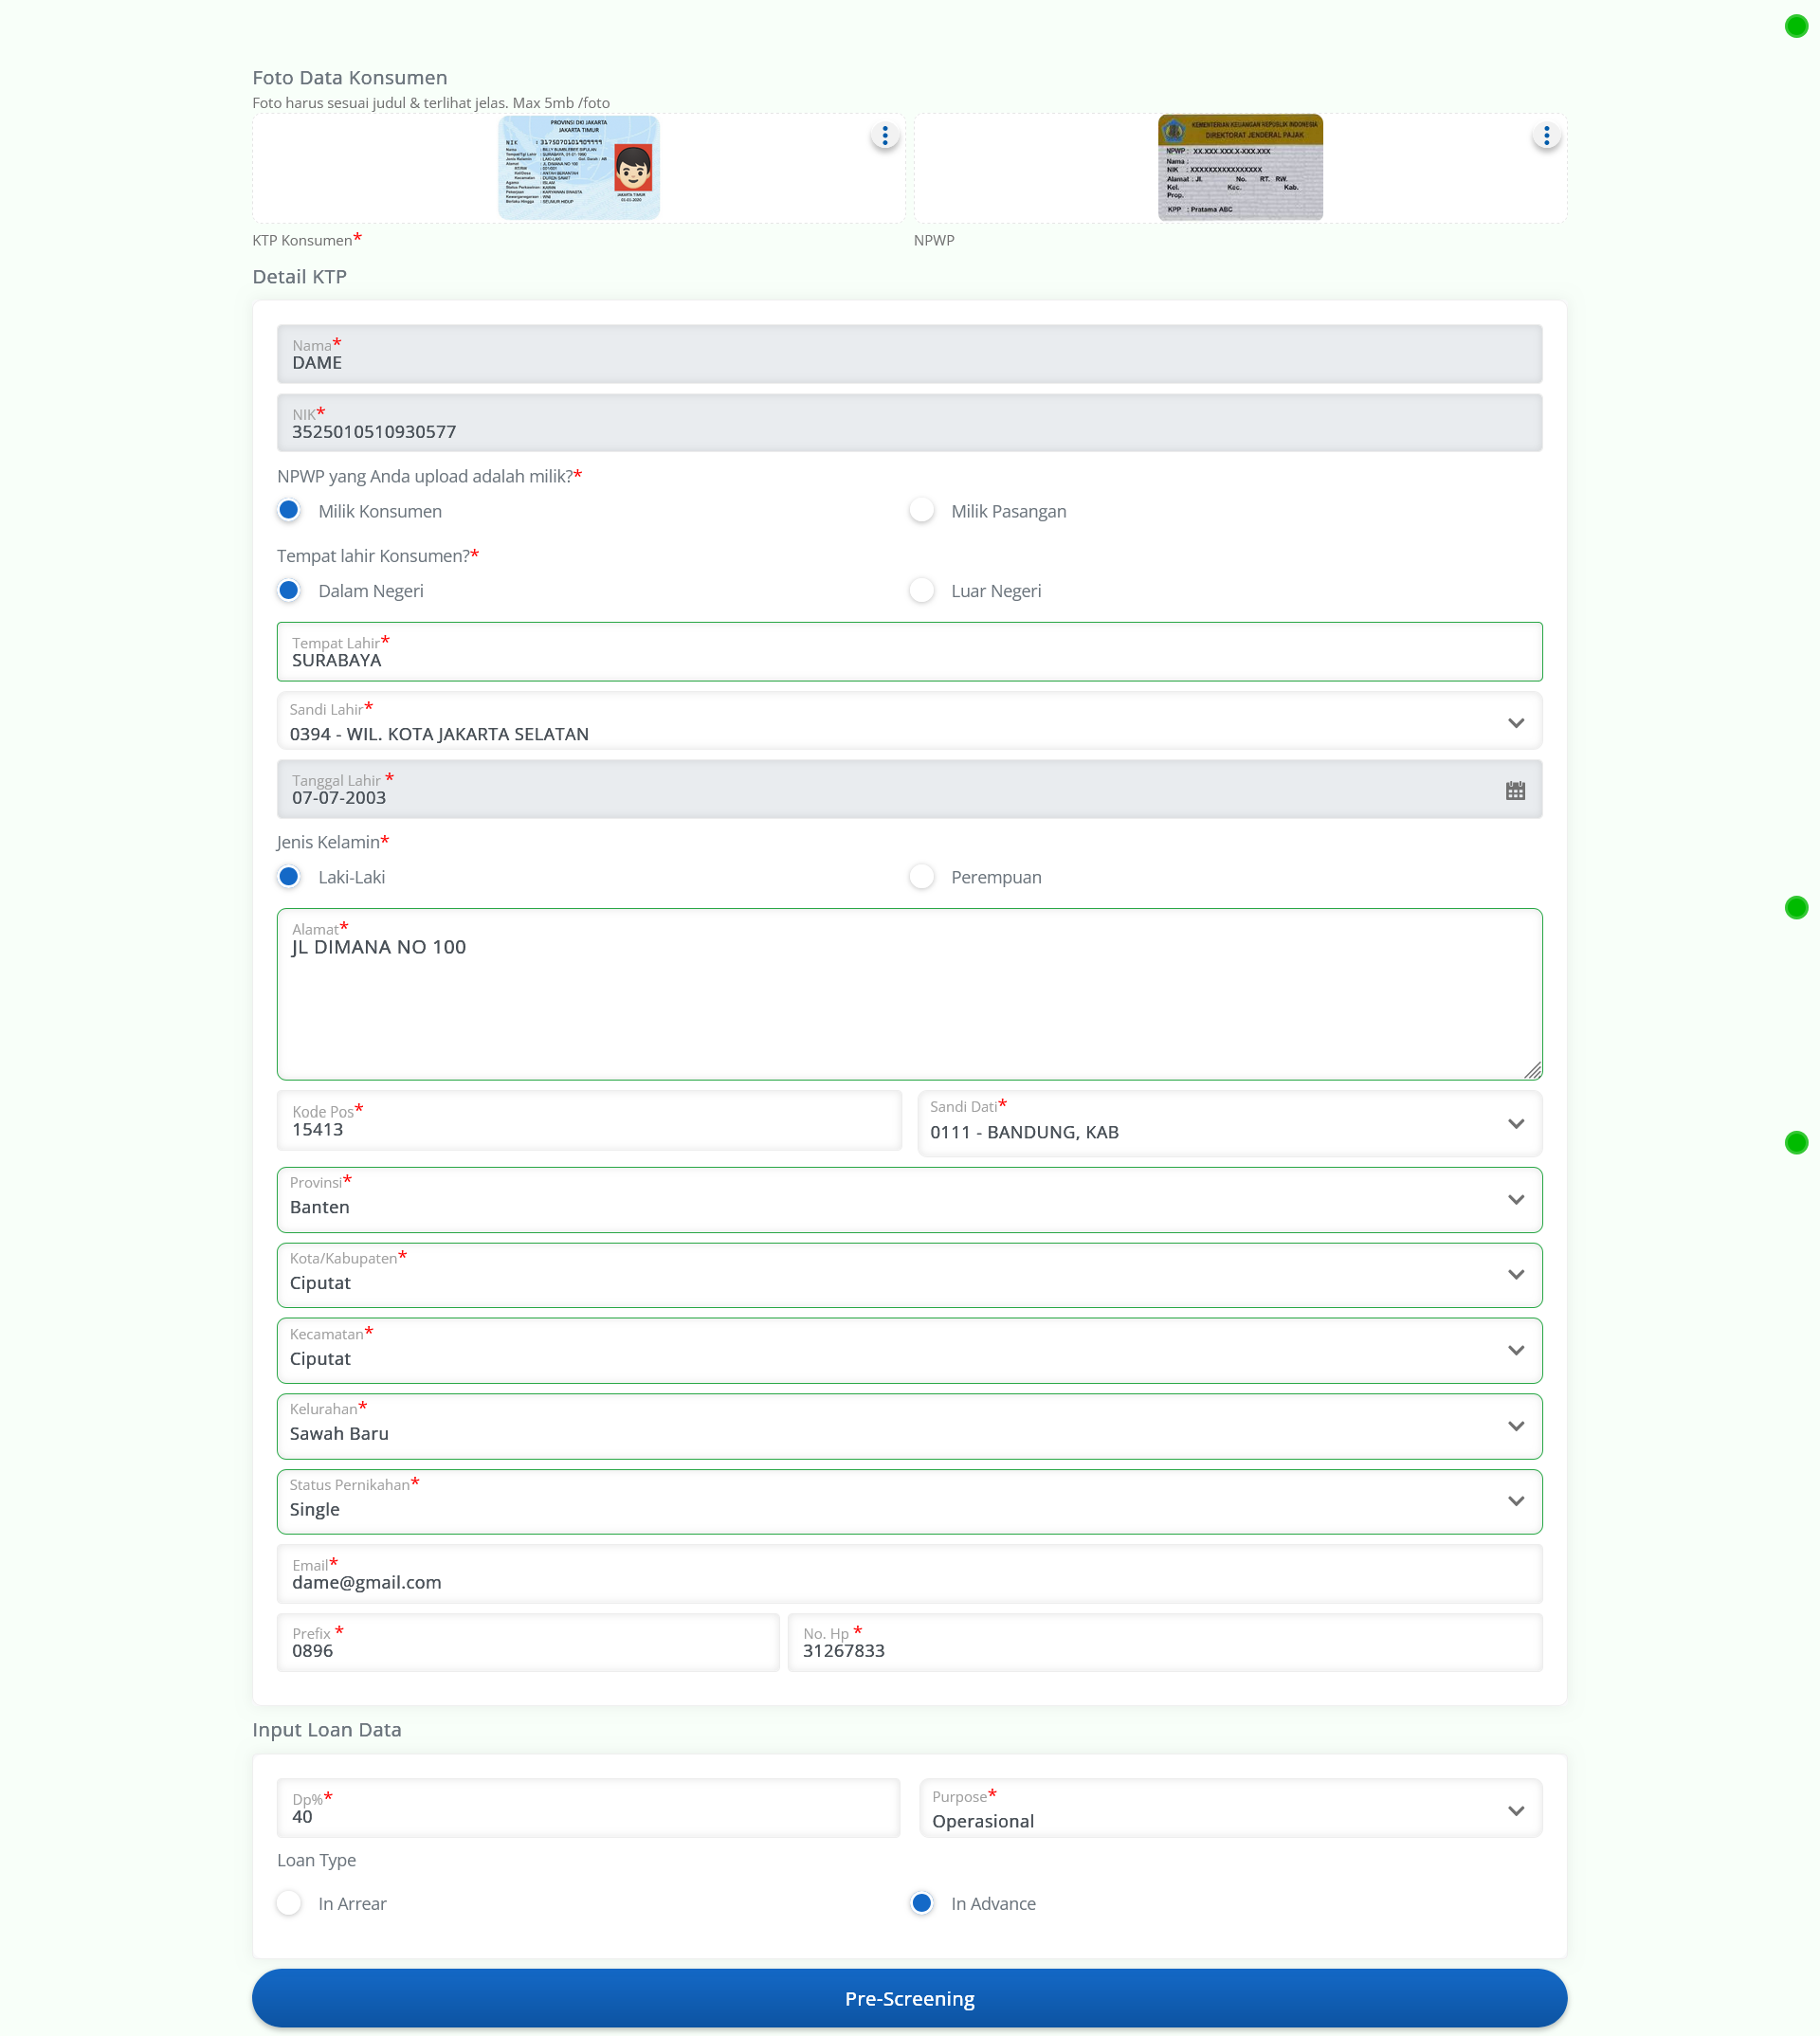 Foto Data Konsumen
Foto harus sesuai judul & terlihat jelas. Max 5mb /foto
PROVINSI DKI JAKARTA
JAKARTA TIMUR
NIK
JAKARTA TIMUR
KEMENTERIAN KEUANGAN REPUBLIK INDONESIA
DIREKTORAT JENDERAL PAJAK
NPWP : XX.XXX.XXX.X-XXX.XXX
Nama :
NIK : XXXXXXXXXXXXXXXX
Alamat : Jl. No. RT. RW.
Kel. Kec. Kab.
Prop.
KPP : Pratama ABC
KTP Konsumen*
NPWP
Detail KTP
Nama*
DAME
NIK*
3525010510930577
NPWP yang Anda upload adalah milik?*
Milik Konsumen
Milik Pasangan
Tempat lahir Konsumen?*
Dalam Negeri
Luar Negeri
Tempat Lahir*
SURABAYA
Sandi Lahir*
0394 - WIL. KOTA JAKARTA SELATAN
Tanggal Lahir *
07-07-2003
Jenis Kelamin*
Laki-Laki
Perempuan
Alamat*
JL DIMANA NO 100
Kode Pos*
15413
Sandi Dati*
0111 - BANDUNG, KAB
Provinsi*
Banten
Kota/Kabupaten*
Ciputat
Kecamatan*
Ciputat
Kelurahan*
Sawah Baru
Status Pernikahan*
Single
Email*
dame@gmail.com
Prefix *
0896
No. Hp *
31267833
Input Loan Data
Dp%*
40
Purpose*
Operasional
Loan Type
In Arrear
In Advance
Pre-Screening